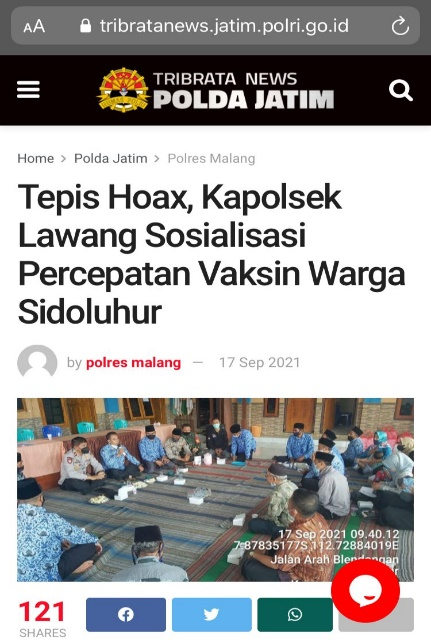 AA tribratanews.jatim.polri.go.id
TRIBRATA NEWS
POLDA JATIM
Home > Polda Jatim > Polres Malang
Tepis Hoax, Kapolsek
Lawang Sosialisasi
Percepatan Vaksin Warga
Sidoluhur
by polres malang — 17 Sep 2021
17 Sep 2021 09.40.12
7.87835177S 112.72884019E
Jalan Arah
121
SHARES